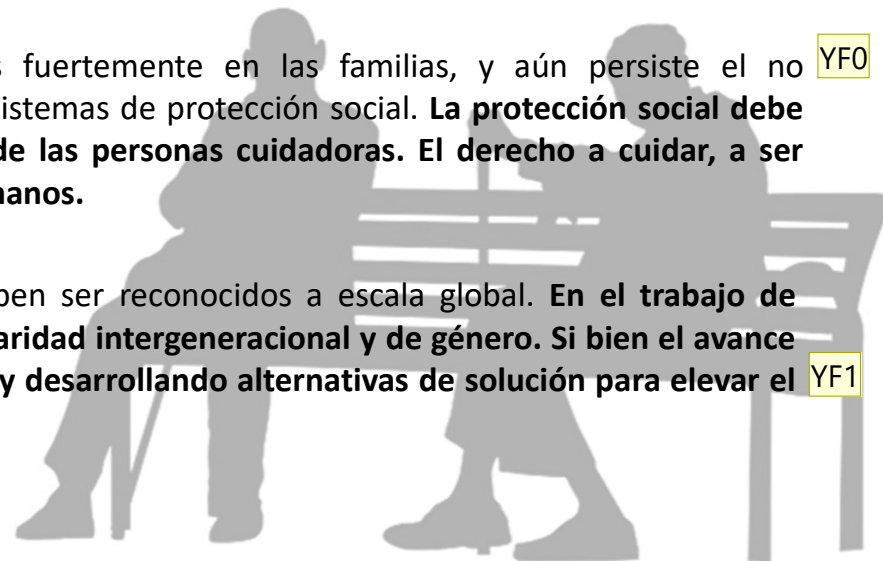 s fuertemente en las familias, y aún persiste el no YF0
istemas de protección social. La protección social debe
de las personas cuidadoras. El derecho a cuidar, a ser
nanos.
ben ser reconocidos a escala global. En el trabajo de
aridad intergeneracional y de género. Si bien el avance
y desarrollando alternativas de solución para elevar el YF1